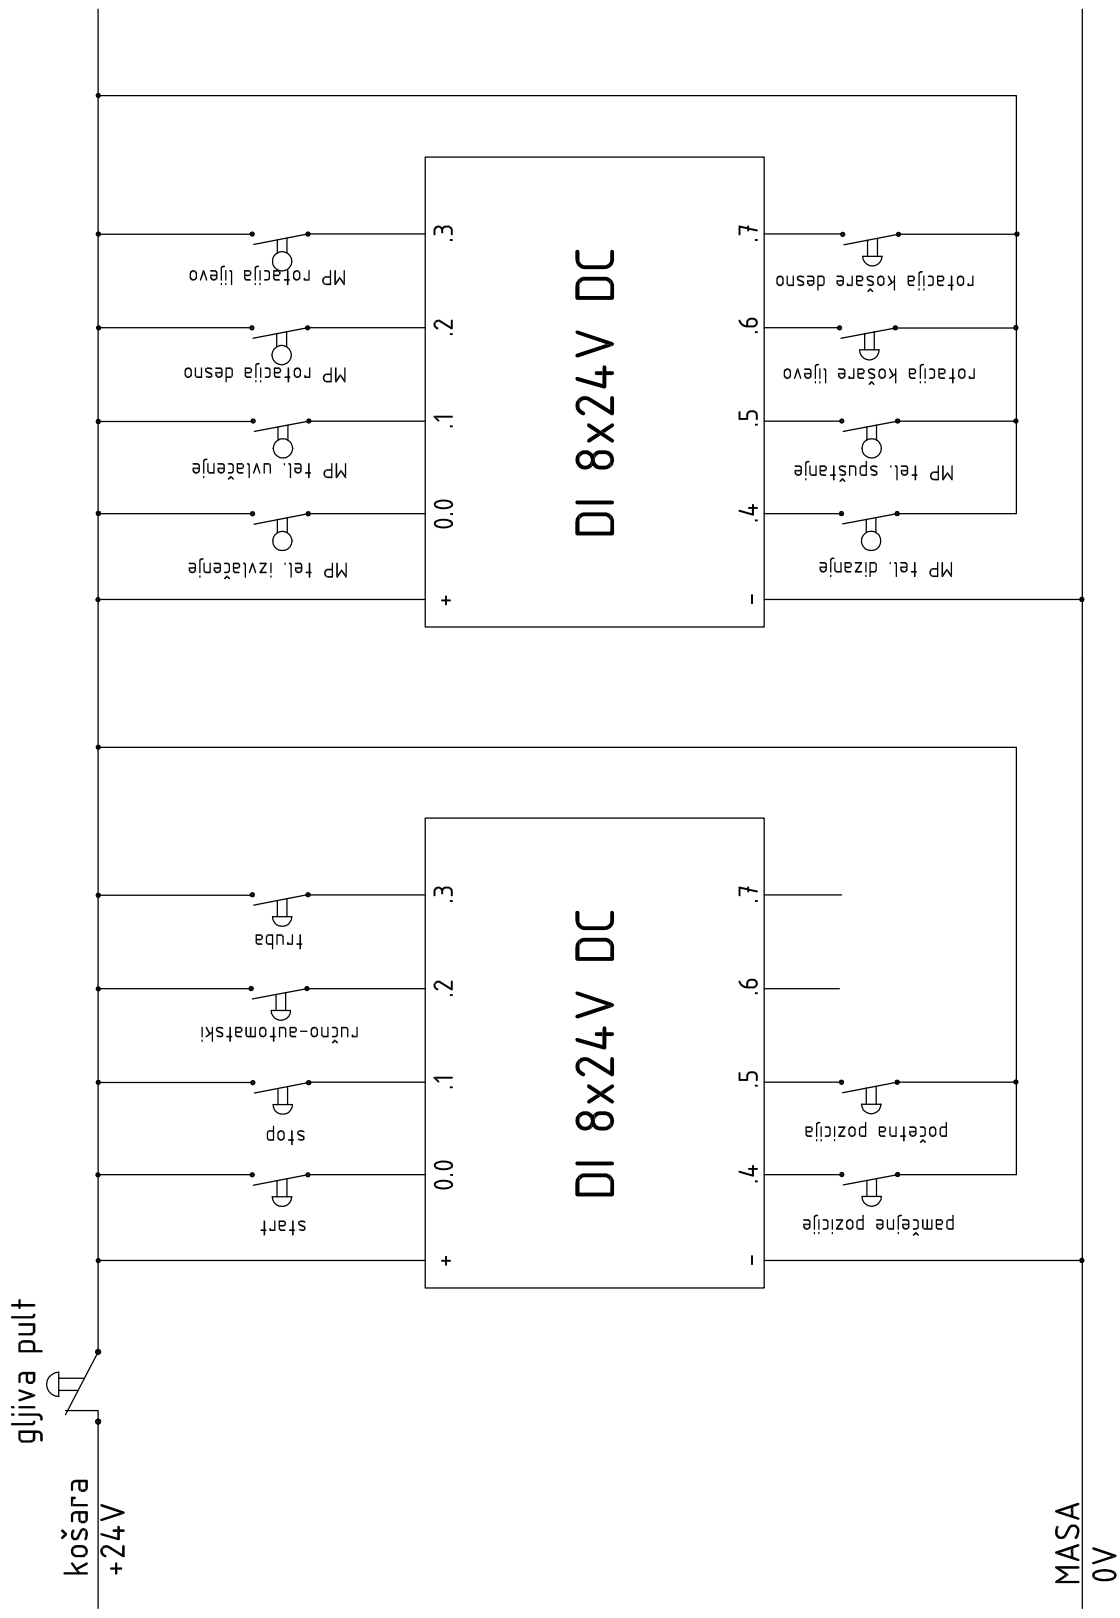 gljiva pult
košara
+24V
MASA
0V
DI 8x24V DC
+
0.0
.1
.2
.3
-
.4
.5
.6
.7
start
stop
ručno-automatski
truba
pamčejne pozicije
početna pozicija
DI 8x24V DC
+
0.0
.1
.2
.3
-
.4
.5
.6
.7
MP tel. izvlačenje
MP tel. uvlačenje
MP rotacija desno
MP rotacija lijevo
MP tel. dizanje
MP tel. spuštanje
rotacija košare lijevo
rotacija košare desno